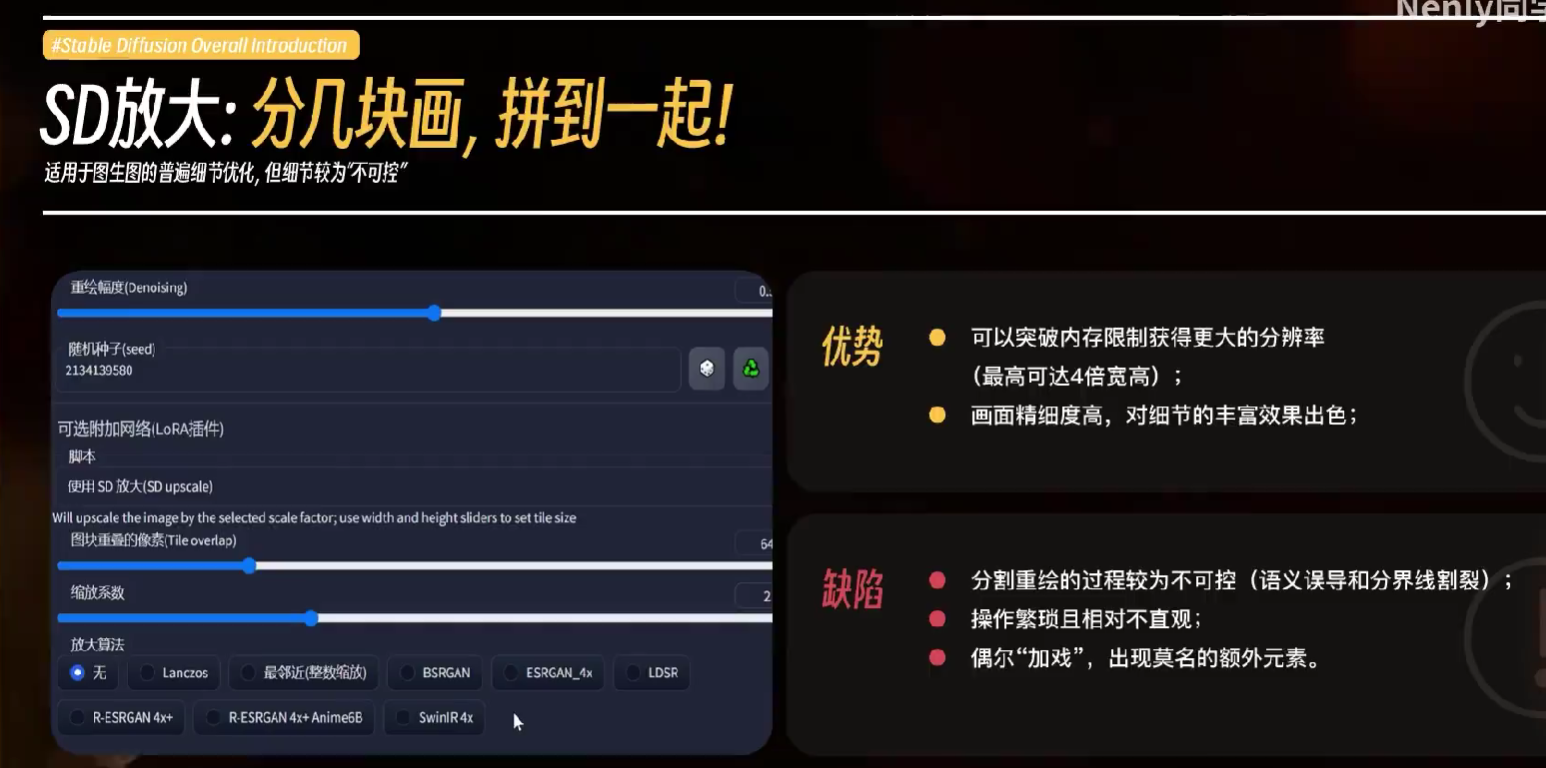 Nenly同
#Stable Diffusion Overall Introduction
SD放大: 分几块画, 拼到一起!
适用于图生图的普遍细节优化, 但细节较为“不可控”
重绘幅度(Denoising)
0.
随机种子(seed)
2134139580
可选附加网络(LoRA插件)
脚本
使用 SD 放大(SD upscale)
Will upscale the image by the selected scale factor; use width and height sliders to set tile size
图块重叠的像素(Tile overlap)
64
缩放系数
2
放大算法
无 Lanczos 最邻近(整数缩放) BSRGAN ESRGAN_4x LDSR
R-ESRGAN 4x+ R-ESRGAN 4x+ Anime6B SwinIR 4x
优势
可以突破内存限制获得更大的分辨率
（最高可达4倍宽高）;
画面精细度高，对细节的丰富效果出色;
缺陷
分割重绘的过程较为不可控（语义误导和分界线割裂）;
操作繁琐且相对不直观;
偶尔“加戏”，出现莫名的额外元素。